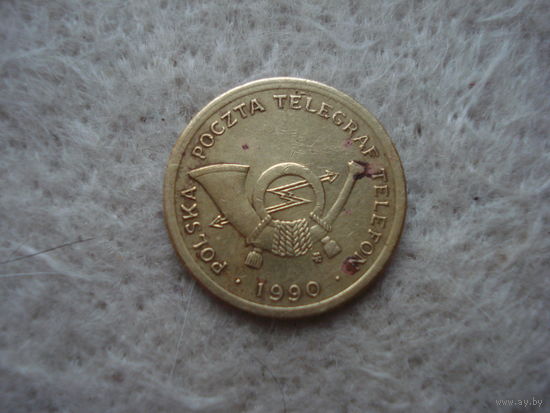 POLSKA POCZTA TELEGRAF TELEFON
· 1990 ·
www.ay.by